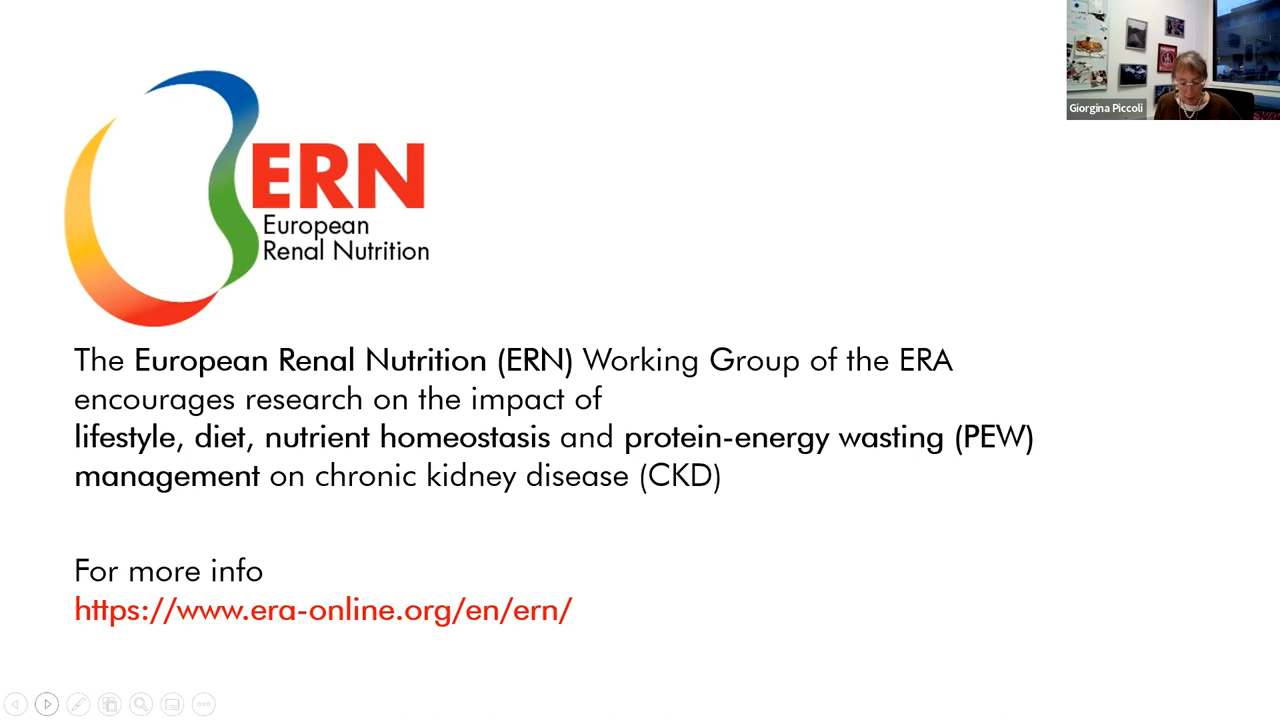 Giorgina Piccoli
ERN
European
Renal Nutrition
The European Renal Nutrition (ERN) Working Group of the ERA
encourages research on the impact of
lifestyle, diet, nutrient homeostasis and protein-energy wasting (PEW)
management on chronic kidney disease (CKD)
For more info
https://www.era-online.org/en/ern/